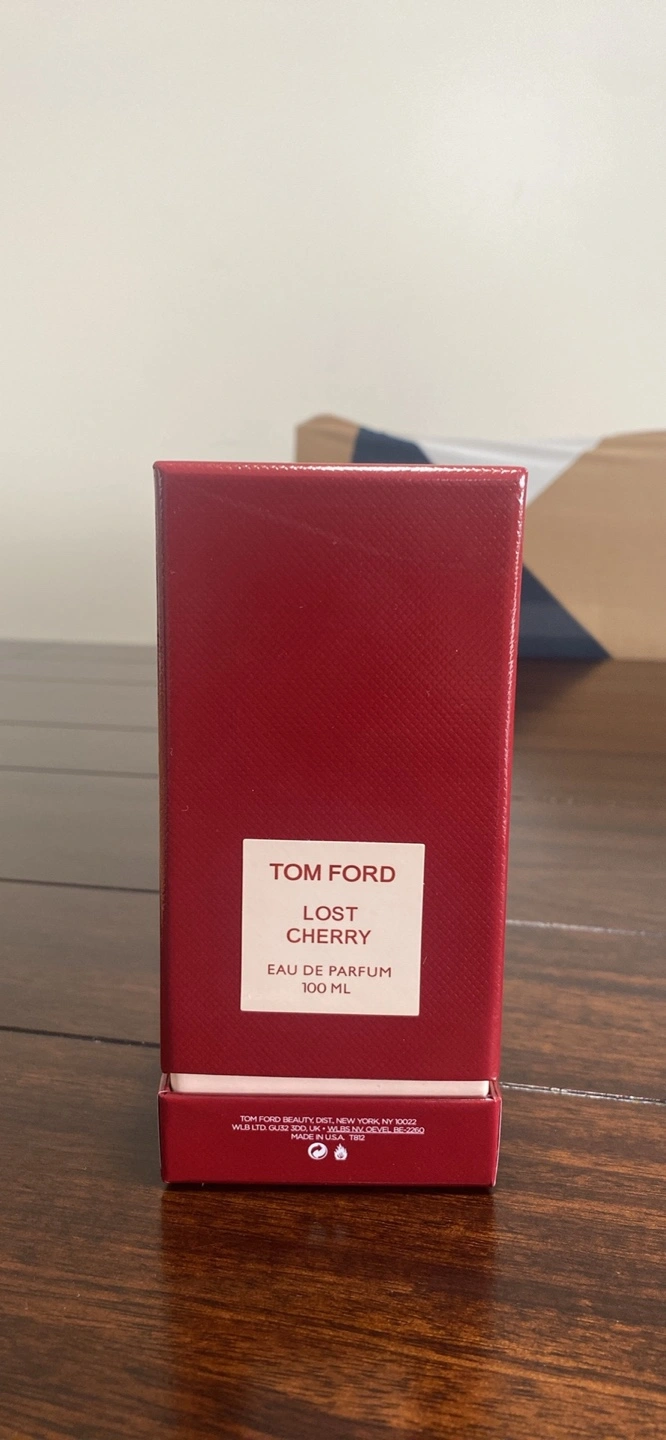 TOM FORD
LOST
CHERRY
EAU DE PARFUM
100 ML
TOM FORD BEAUTY, DIST., NEW YORK, NY 10022
WLB LTD. GU32 3DD, UK • WLBS NV. OEVEL BE-2260
MADE IN U.S.A. T812